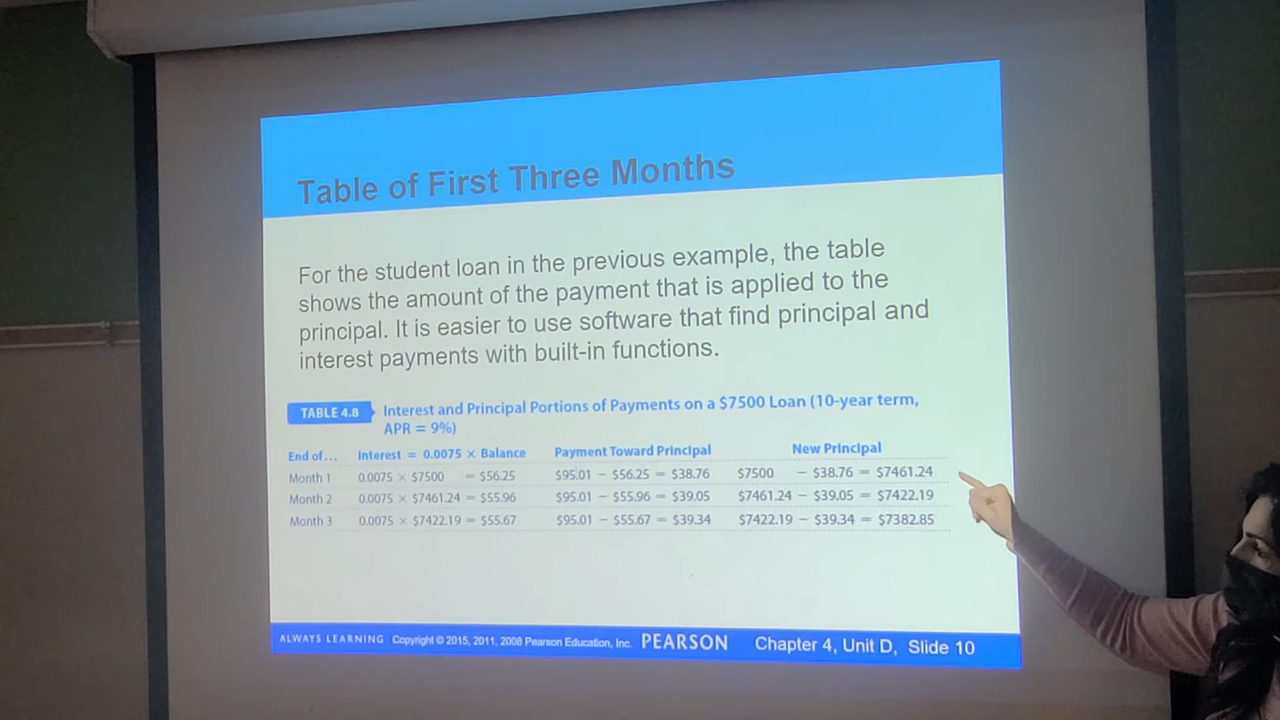 Table of First Three Months
For the student loan in the previous example, the table
shows the amount of the payment that is applied to the
principal. It is easier to use software that find principal and
interest payments with built-in functions.
TABLE 4.8 Interest and Principal Portions of Payments on a $7500 Loan (10-year term,
APR = 9%)
End of... Interest = 0.0075 × Balance Payment Toward Principal New Principal
Month 1 0.0075 × $7500 = $56.25 $95.01 − $56.25 = $38.76 $7500 − $38.76 = $7461.24
Month 2 0.0075 × $7461.24 = $55.96 $95.01 − $55.96 = $39.05 $7461.24 − $39.05 = $7422.19
Month 3 0.0075 × $7422.19 = $55.67 $95.01 − $55.67 = $39.34 $7422.19 − $39.34 = $7382.85
ALWAYS LEARNING Copyright © 2015, 2011, 2008 Pearson Education, Inc. PEARSON Chapter 4, Unit D, Slide 10